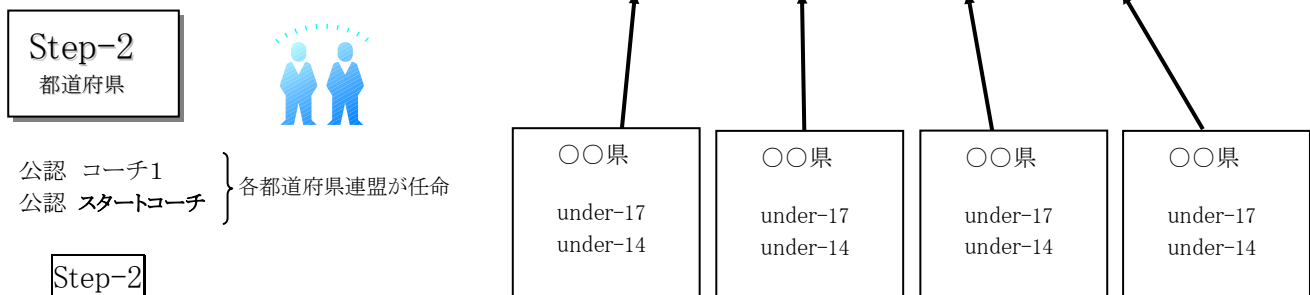 Step-2
都道府県
公認 コーチ1
公認 スタートコーチ
各都道府県連盟が任命
Step-2
○○県
under-17
under-14
○○県
under-17
under-14
○○県
under-17
under-14
○○県
under-17
under-14